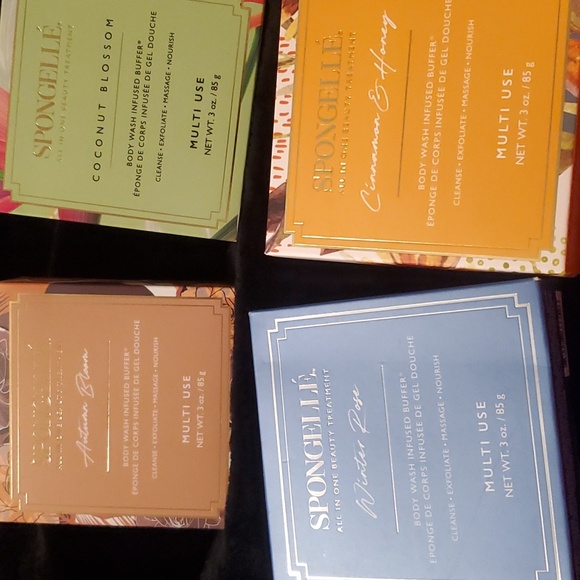 SPONGELLÉ
ALL IN ONE BEAUTY TREATMENT
COCONUT BLOSSOM
BODY WASH INFUSED BUFFER®
ÉPONGE DE CORPS INFUSÉE DE GEL DOUCHE
CLEANSE • EXFOLIATE • MASSAGE • NOURISH
MULTI USE
NET WT. 3 oz. / 85 g
SPONGELLÉ
ALL IN ONE BEAUTY TREATMENT
Cinnamon & Honey
BODY WASH INFUSED BUFFER®
ÉPONGE DE CORPS INFUSÉE DE GEL DOUCHE
CLEANSE • EXFOLIATE • MASSAGE • NOURISH
MULTI USE
NET WT. 3 oz. / 85 g
Autumn Bloom
BODY WASH INFUSED BUFFER®
ÉPONGE DE CORPS INFUSÉE DE GEL DOUCHE
CLEANSE • EXFOLIATE • MASSAGE • NOURISH
MULTI USE
NET WT. 3 oz. / 85 g
SPONGELLÉ
ALL IN ONE BEAUTY TREATMENT
Winter Rose
BODY WASH INFUSED BUFFER®
ÉPONGE DE CORPS INFUSÉE DE GEL DOUCHE
CLEANSE • EXFOLIATE • MASSAGE • NOURISH
MULTI USE
NET WT. 3 oz. / 85 g